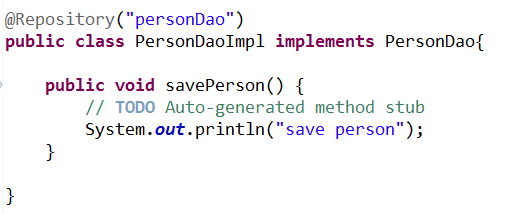 @Repository("personDao")
public class PersonDaoImpl implements PersonDao{
public void savePerson() {
// TODO Auto-generated method stub
System.out.println("save person");
}
}